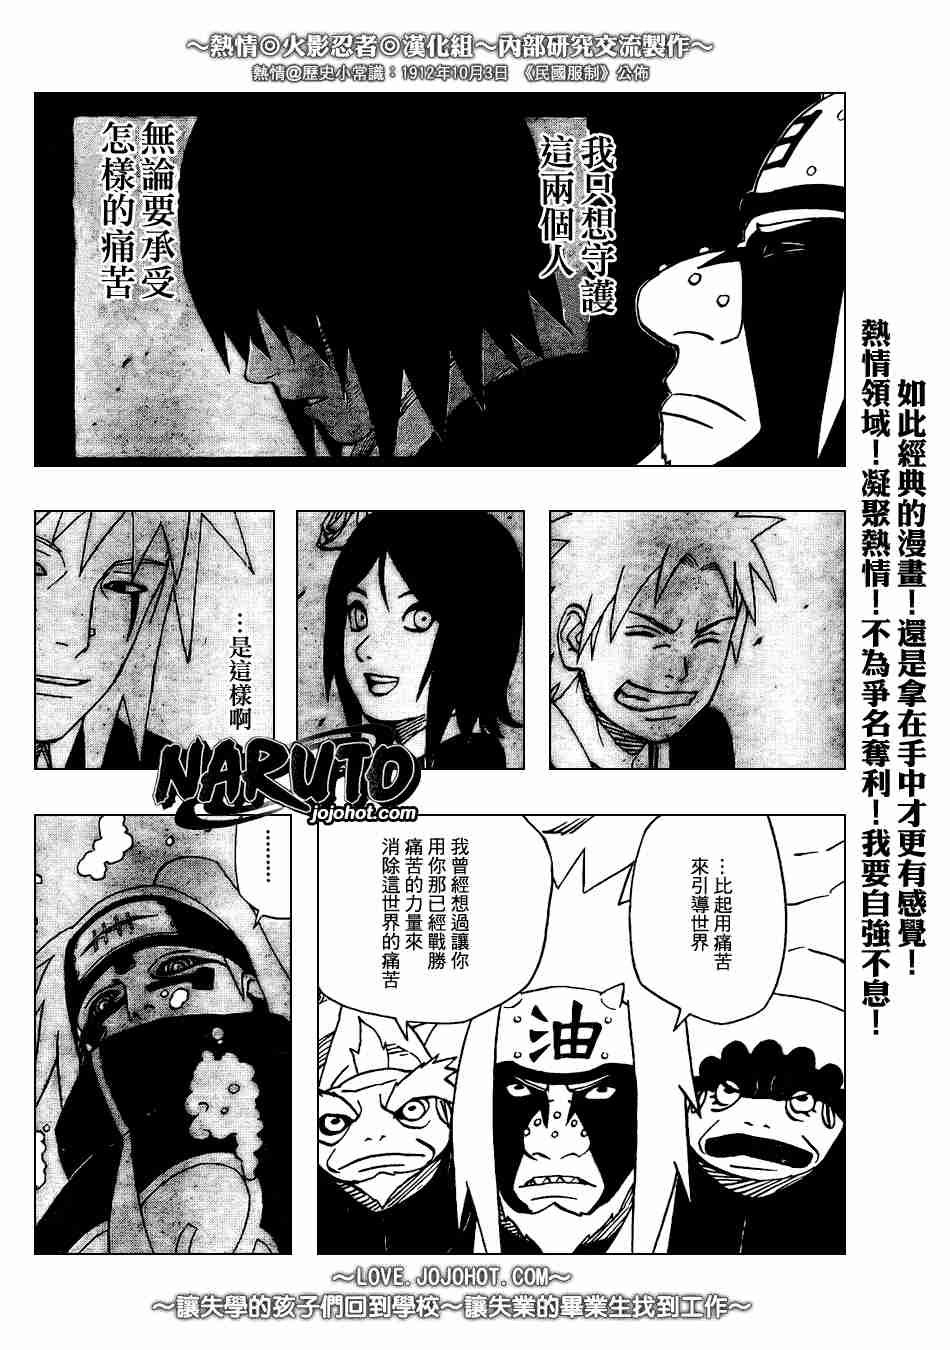 ～熱情◎火影忍者◎漢化組～內部研究交流製作～
熱情@歷史小常識：1912年10月3日 《民國服制》公佈
我只想守護
這兩個人
無論要承受
怎樣的痛苦
如此經典的漫畫！還是拿在手中才更有感覺！
熱情領域！凝聚熱情！不為爭名奪利！我要自強不息！
…是這樣啊
NARUTO
jojohot.com
…比起用痛苦
來引導世界
我曾經想過讓你
用你那已經戰勝
痛苦的力量來
消除這世界的痛苦
………
油
～LOVE.JOJOHOT.COM～
～讓失學的孩子們回到學校～讓失業的畢業生找到工作～